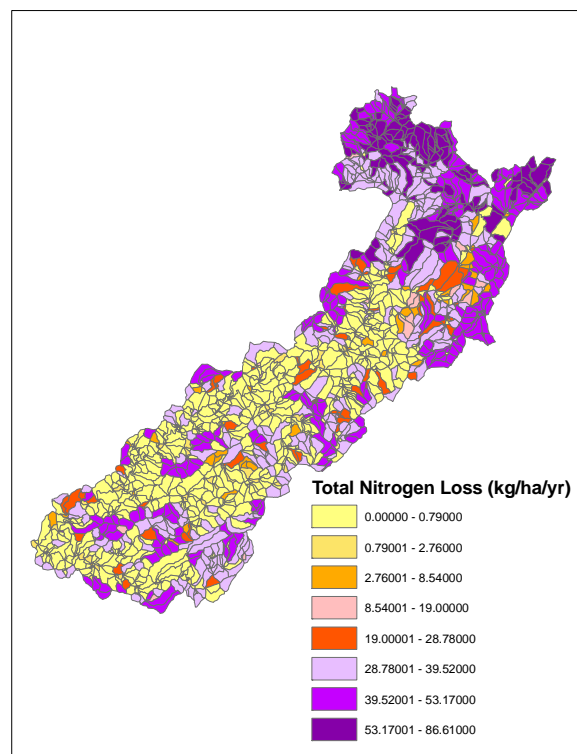 Total Nitrogen Loss (kg/ha/yr)
0.00000 - 0.79000
0.79001 - 2.76000
2.76001 - 8.54000
8.54001 - 19.00000
19.00001 - 28.78000
28.78001 - 39.52000
39.52001 - 53.17000
53.17001 - 86.61000